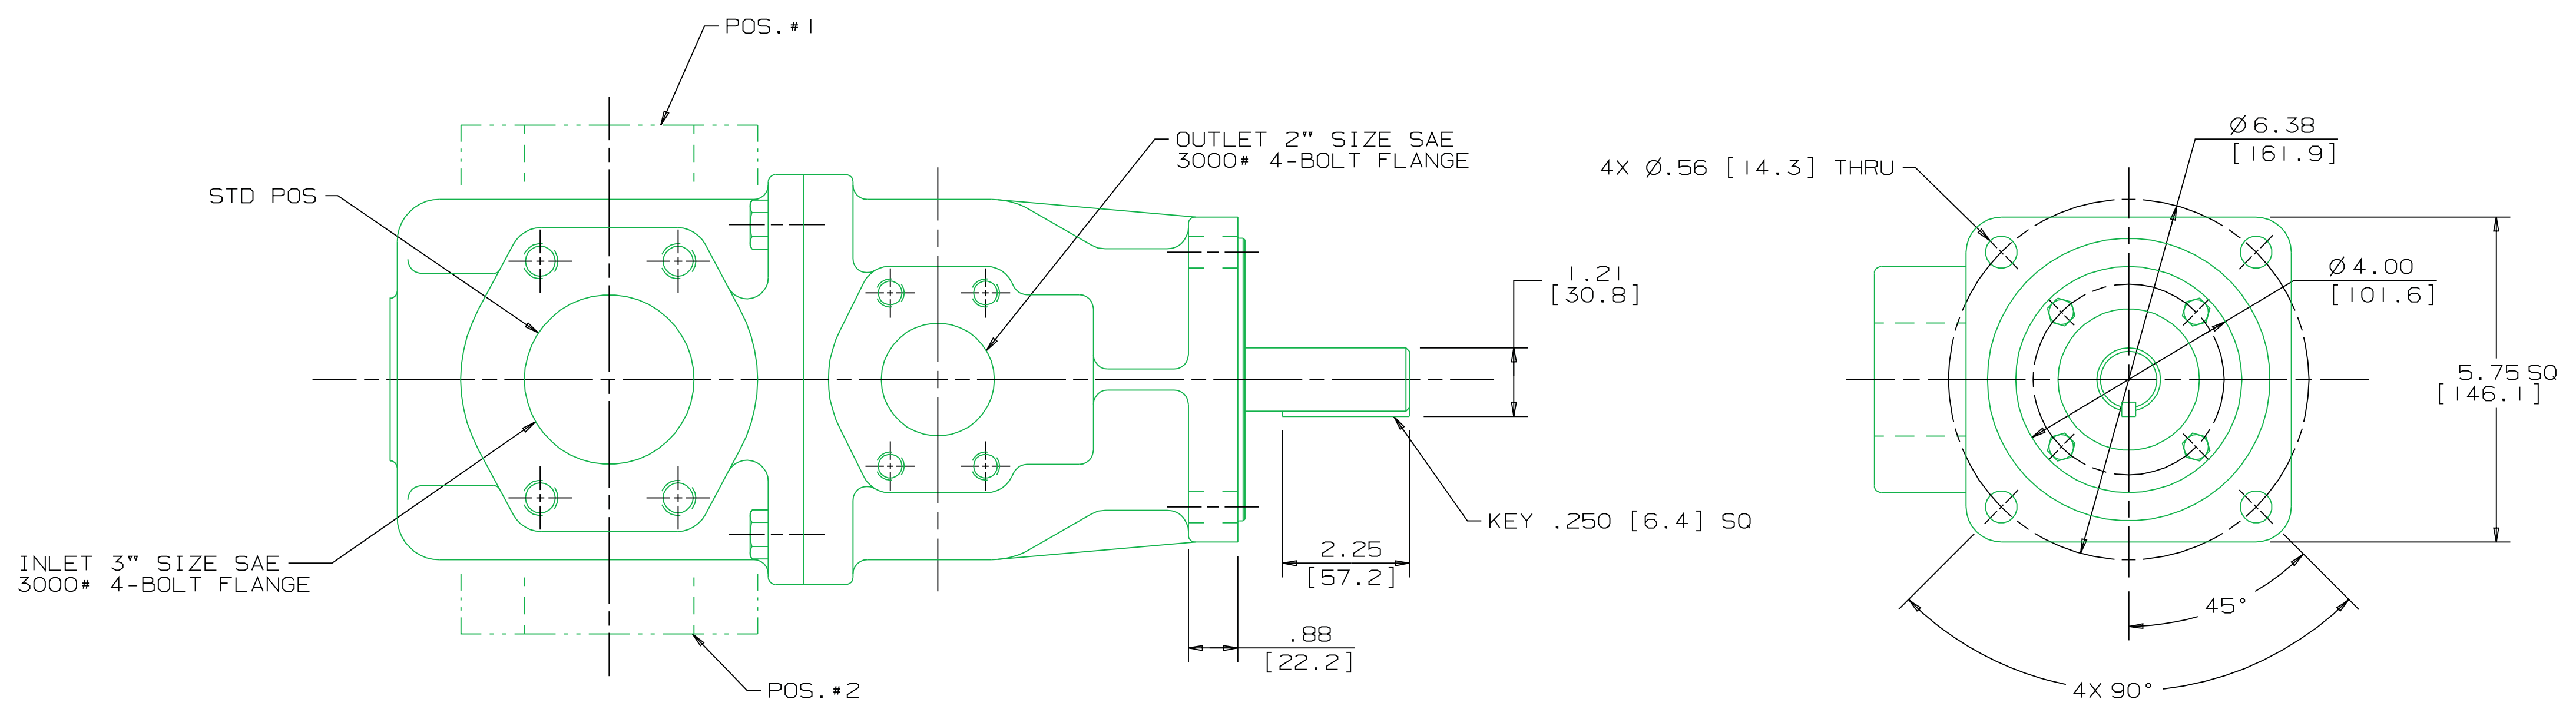 POS.#1
OUTLET 2" SIZE SAE
3000# 4-BOLT FLANGE
STD POS
INLET 3" SIZE SAE
3000# 4-BOLT FLANGE
POS.#2
1.21
[30.8]
KEY .250 [6.4] SQ
2.25
[57.2]
.88
[22.2]
4X Ø.56 [14.3] THRU
Ø6.38
[161.9]
Ø4.00
[101.6]
5.75 SQ
[146.1]
45°
4X 90°